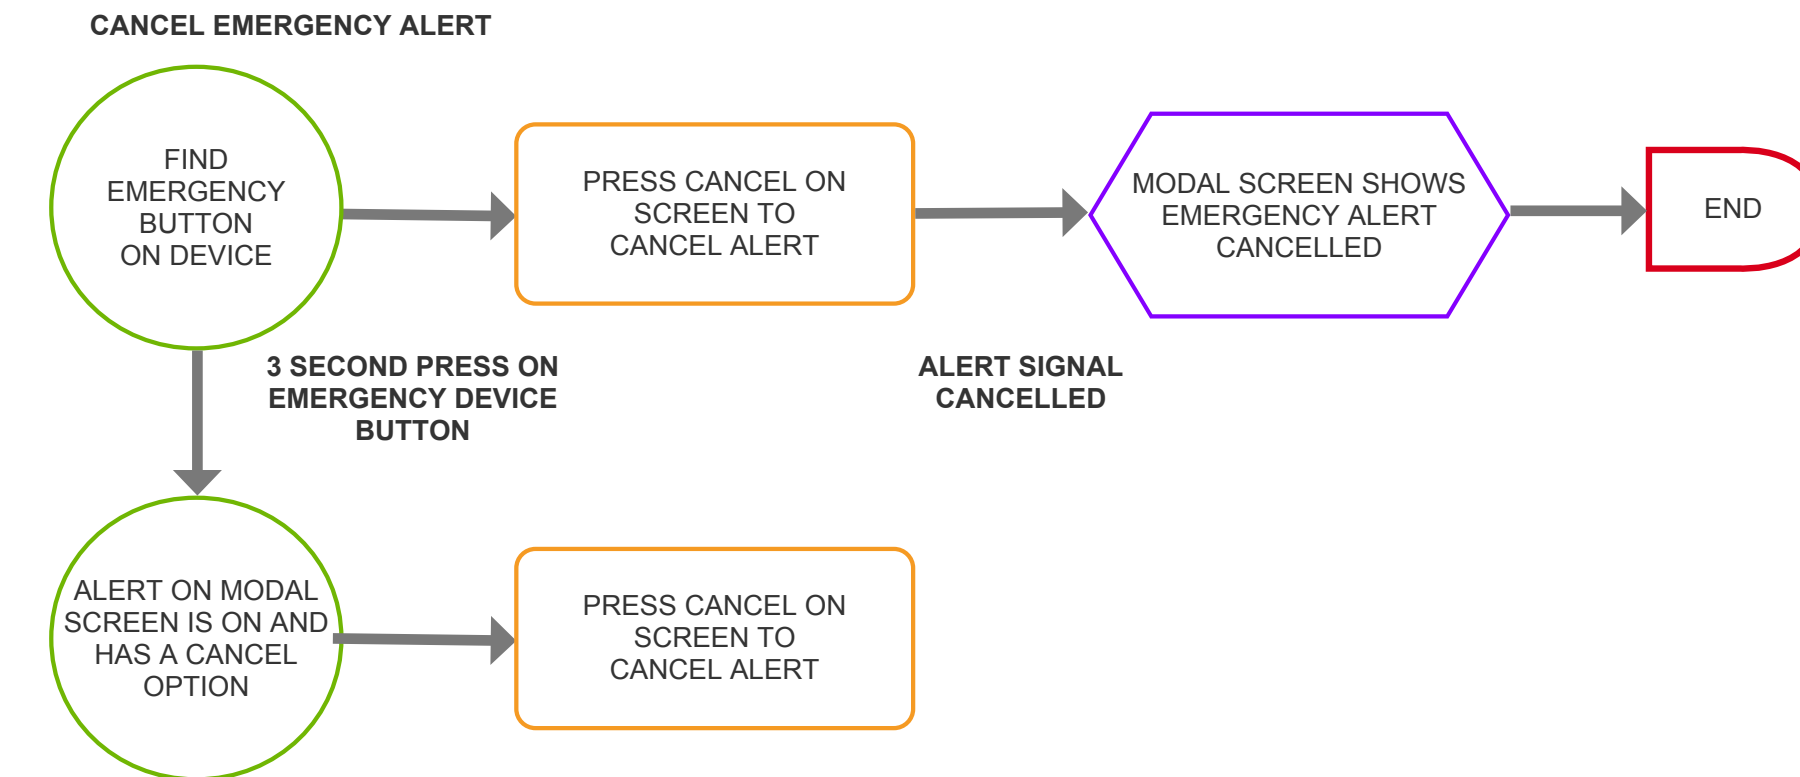 CANCEL EMERGENCY ALERT
FIND
EMERGENCY
BUTTON
ON DEVICE
PRESS CANCEL ON
SCREEN TO
CANCEL ALERT
MODAL SCREEN SHOWS
EMERGENCY ALERT
CANCELLED
END
3 SECOND PRESS ON
EMERGENCY DEVICE
BUTTON
ALERT SIGNAL
CANCELLED
ALERT ON MODAL
SCREEN IS ON AND
HAS A CANCEL
OPTION
PRESS CANCEL ON
SCREEN TO
CANCEL ALERT